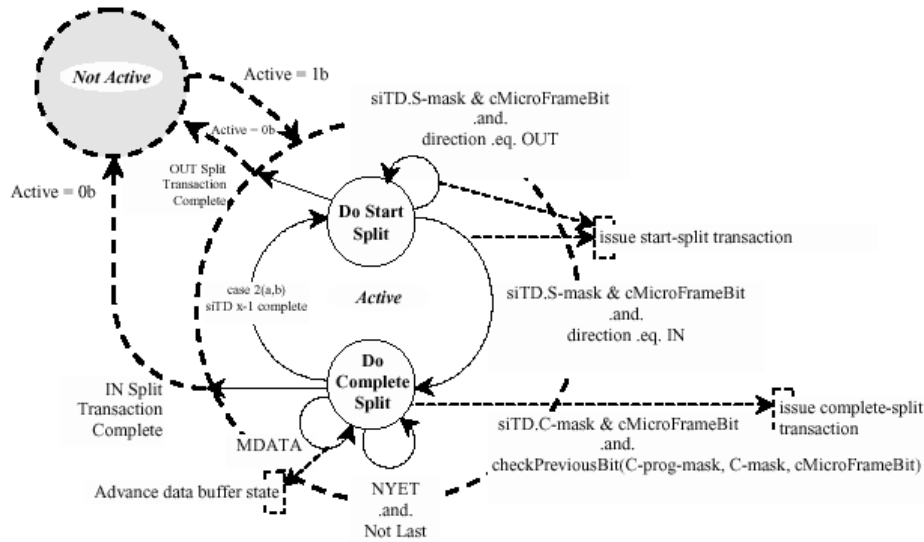 Not Active
Active = 1b
siTD.S-mask & cMicroFrameBit
.and.
direction .eq. OUT
Active = 0b
OUT Split
Transaction
Complete
Active = 0b
Do Start
Split
issue start-split transaction
case 2(a,b)
siTD x-1 complete
Active
siTD.S-mask & cMicroFrameBit
.and.
direction .eq. IN
Do
Complete
Split
IN Split
Transaction
Complete
issue complete-split
transaction
siTD.C-mask & cMicroFrameBit
.and.
checkPreviousBit(C-prog-mask, C-mask, cMicroFrameBit)
MDATA
Advance data buffer state
NYET
.and.
Not Last